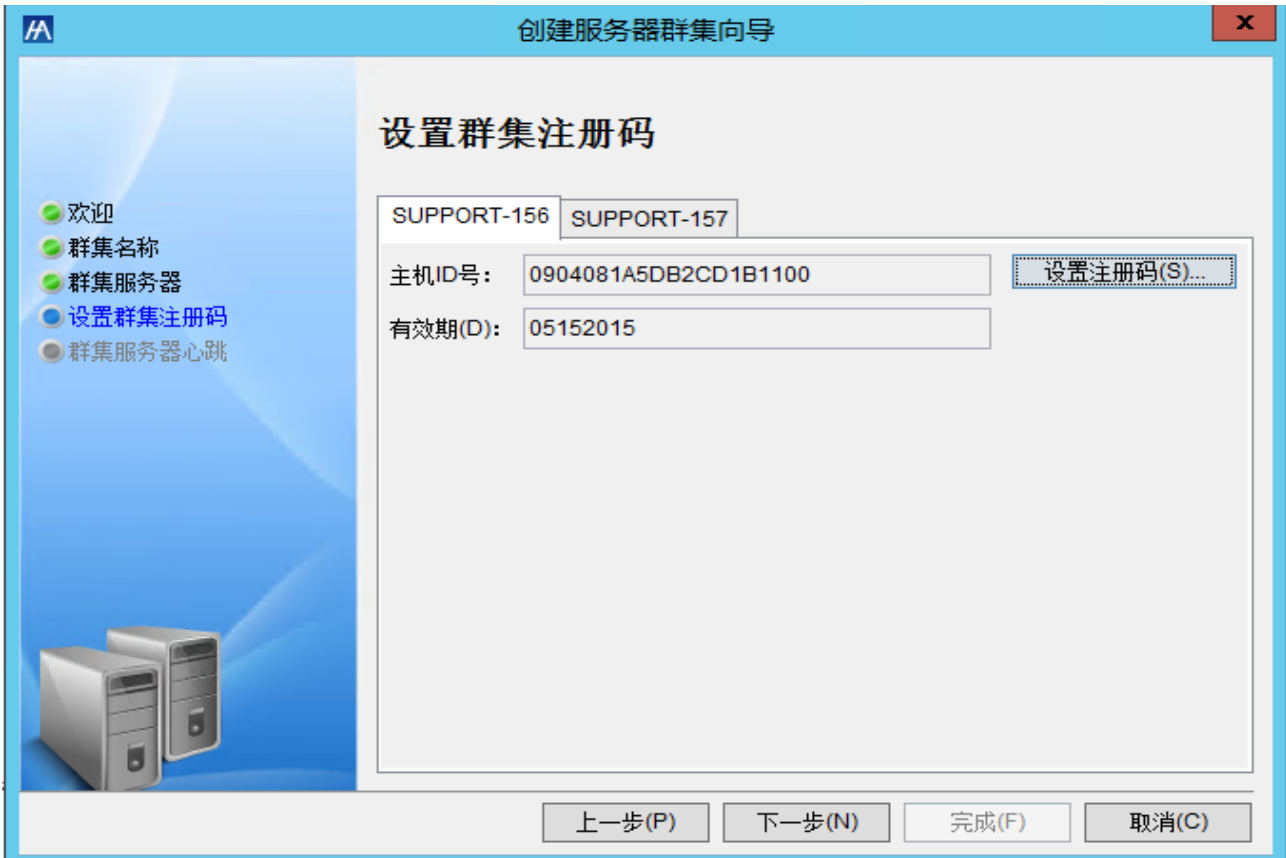 创建服务器群集向导
设置群集注册码
欢迎
群集名称
群集服务器
设置群集注册码
群集服务器心跳
SUPPORT-156 SUPPORT-157
主机ID号: 0904081A5DB2CD1B1100 设置注册码(S)...
有效期(D): 05152015
上一步(P) 下一步(N) 完成(F) 取消(C)